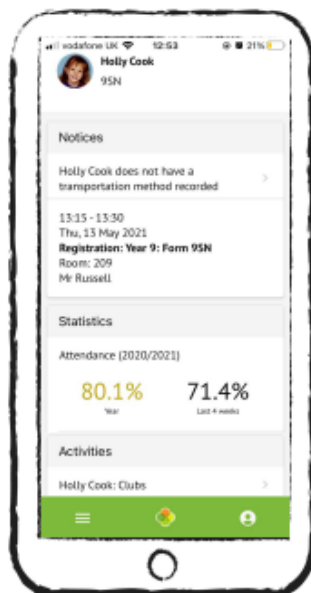 vodafone UK 12:53 21%
Holly Cook
9SN
Notices
Holly Cook does not have a
transportation method recorded
13:15 - 13:30
Thu, 13 May 2021
Registration: Year 9: Form 9SN
Room: 209
Mr Russell
Statistics
Attendance (2020/2021)
80.1% 71.4%
Year Last 4 weeks
Activities
Holly Cook: Clubs